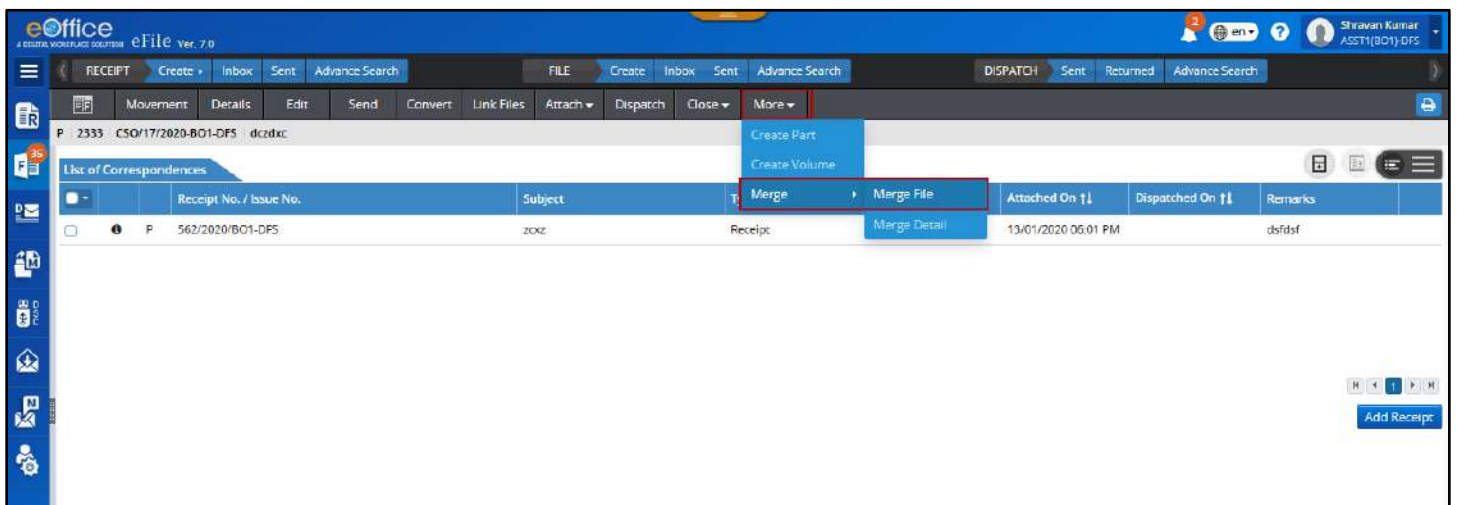 eOffice
A DIGITAL WORKPLACE SOLUTION
eFile Ver. 7.0
2
en
?
Shravan Kumar
ASST1(BO1)-DFS
RECEIPT Create Inbox Sent Advance Search FILE Create Inbox Sent Advance Search DISPATCH Sent Returned Advance Search
Movement Details Edit Send Convert Link Files Attach Dispatch Close More
P 2333 CSO/17/2020-BO1-DFS dczdxc
Create Part
Create Volume
Merge Merge File
Merge Detail
35
List of Correspondences
Receipt No. / Issue No. Subject Ty Attached On Dispatched On Remarks
P 562/2020/BO1-DFS zcxz Receipt 13/01/2020 06:01 PM dsfdsf
1
Add Receipt